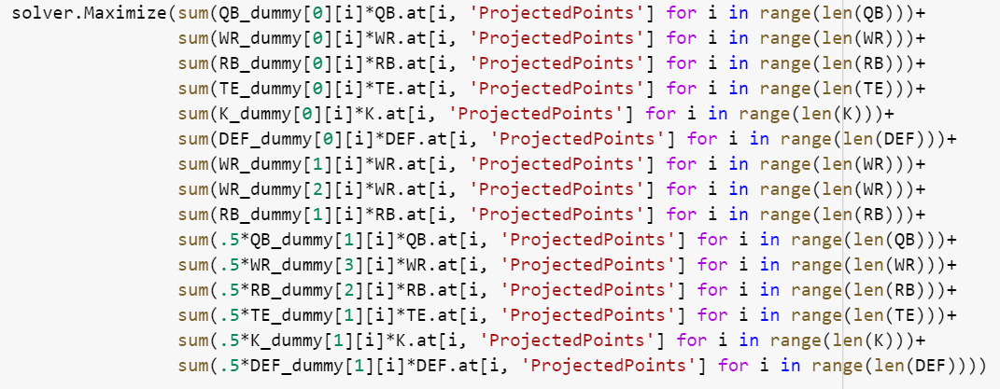 solver.Maximize(sum(QB_dummy[0][i]*QB.at[i, 'ProjectedPoints'] for i in range(len(QB)))+
sum(WR_dummy[0][i]*WR.at[i, 'ProjectedPoints'] for i in range(len(WR)))+
sum(RB_dummy[0][i]*RB.at[i, 'ProjectedPoints'] for i in range(len(RB)))+
sum(TE_dummy[0][i]*TE.at[i, 'ProjectedPoints'] for i in range(len(TE)))+
sum(K_dummy[0][i]*K.at[i, 'ProjectedPoints'] for i in range(len(K)))+
sum(DEF_dummy[0][i]*DEF.at[i, 'ProjectedPoints'] for i in range(len(DEF)))+
sum(WR_dummy[1][i]*WR.at[i, 'ProjectedPoints'] for i in range(len(WR)))+
sum(WR_dummy[2][i]*WR.at[i, 'ProjectedPoints'] for i in range(len(WR)))+
sum(RB_dummy[1][i]*RB.at[i, 'ProjectedPoints'] for i in range(len(RB)))+
sum(.5*QB_dummy[1][i]*QB.at[i, 'ProjectedPoints'] for i in range(len(QB)))+
sum(.5*WR_dummy[3][i]*WR.at[i, 'ProjectedPoints'] for i in range(len(WR)))+
sum(.5*RB_dummy[2][i]*RB.at[i, 'ProjectedPoints'] for i in range(len(RB)))+
sum(.5*TE_dummy[1][i]*TE.at[i, 'ProjectedPoints'] for i in range(len(TE)))+
sum(.5*K_dummy[1][i]*K.at[i, 'ProjectedPoints'] for i in range(len(K)))+
sum(.5*DEF_dummy[1][i]*DEF.at[i, 'ProjectedPoints'] for i in range(len(DEF))))